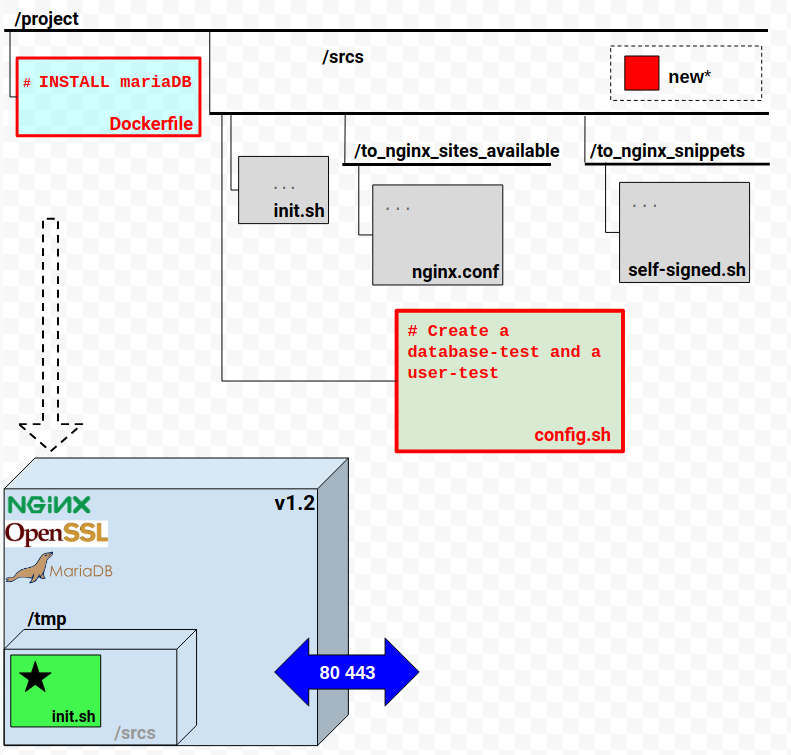 /project
# INSTALL mariaDB
Dockerfile
/srcs
new*
/to_nginx_sites_available
/to_nginx_snippets
...
init.sh
...
nginx.conf
...
self-signed.sh
# Create a
database-test and a
user-test
config.sh
NGiNX
OpenSSL
MariaDB
v1.2
/tmp
init.sh
/srcs
80 443